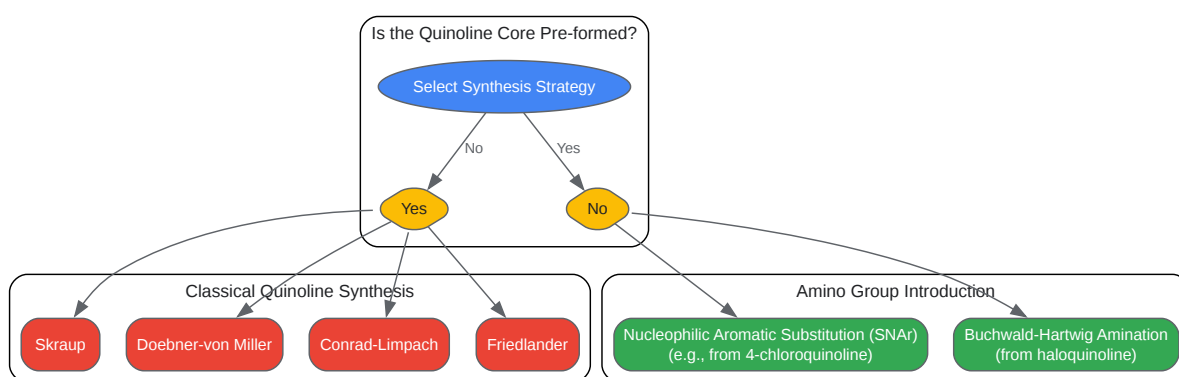 Is the Quinoline Core Pre-formed?
Select Synthesis Strategy
No
Yes
Yes
No
Classical Quinoline Synthesis
Amino Group Introduction
Skraup
Doebner-von Miller
Conrad-Limpach
Friedlander
Nucleophilic Aromatic Substitution (SNAr)
(e.g., from 4-chloroquinoline)
Buchwald-Hartwig Amination
(from haloquinoline)